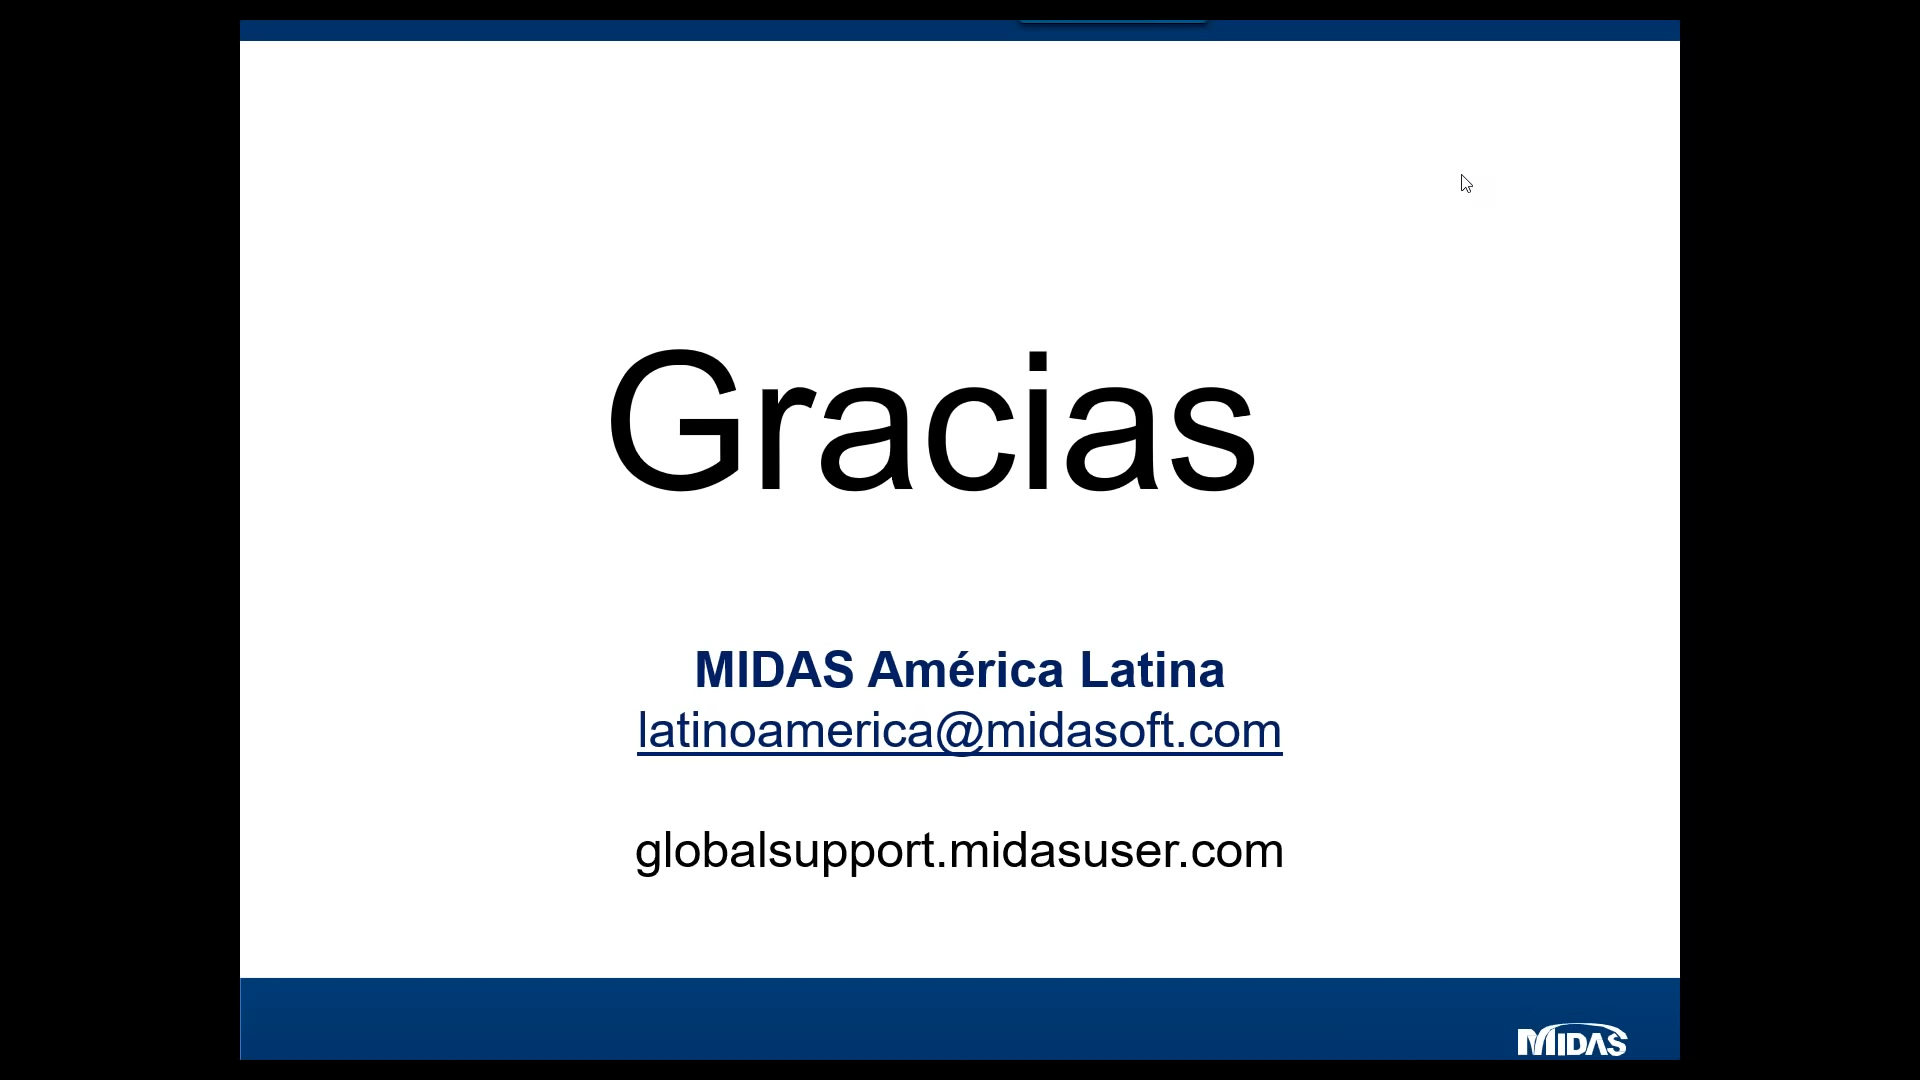 Gracias
MIDAS América Latina
latinoamerica@midasoft.com
globalsupport.midasuser.com
MIDAS